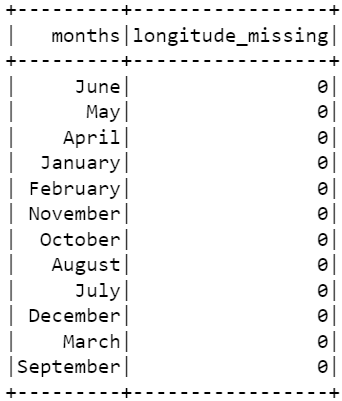 +---------+-----------------+
|   months|longitude_missing|
+---------+-----------------+
|     June|                0|
|      May|                0|
|    April|                0|
|  January|                0|
| February|                0|
| November|                0|
|  October|                0|
|   August|                0|
|     July|                0|
| December|                0|
|    March|                0|
|September|                0|
+---------+-----------------+